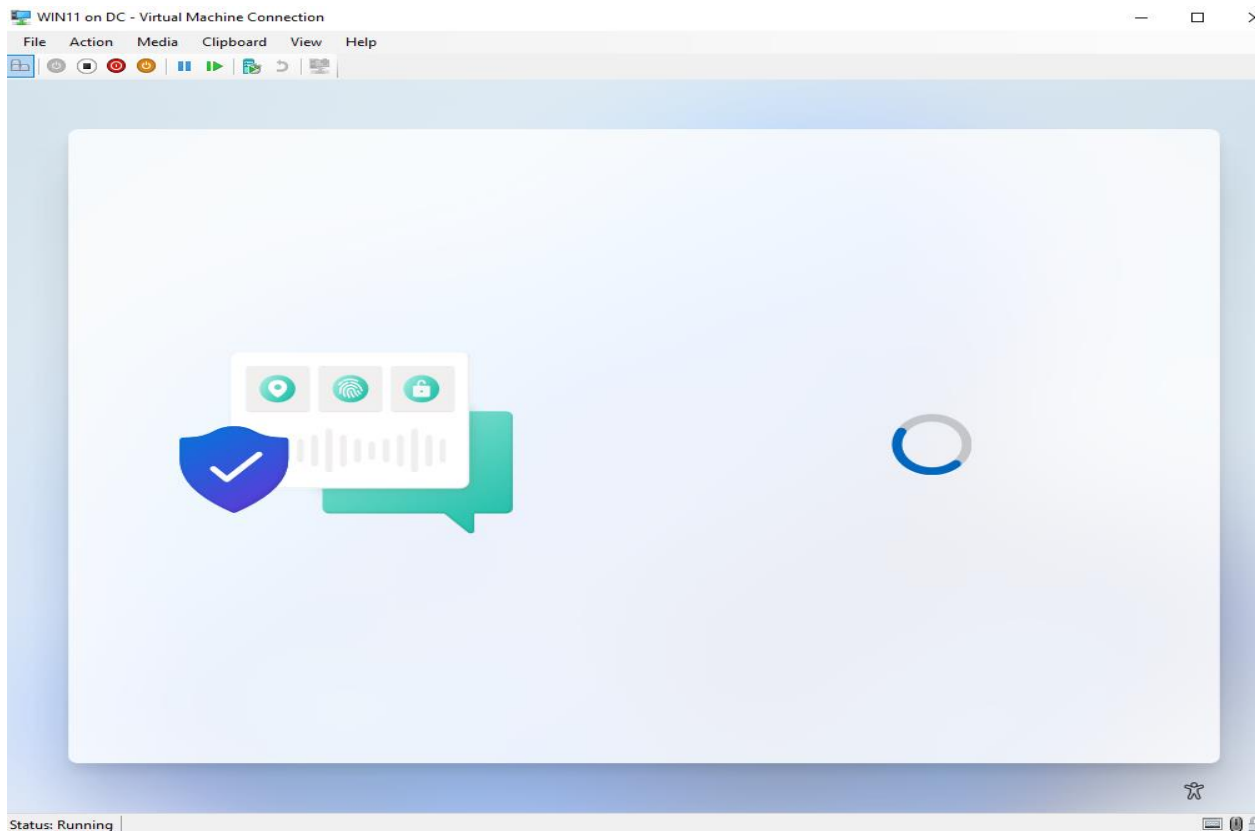 WIN11 on DC - Virtual Machine Connection
File Action Media Clipboard View Help
Status: Running